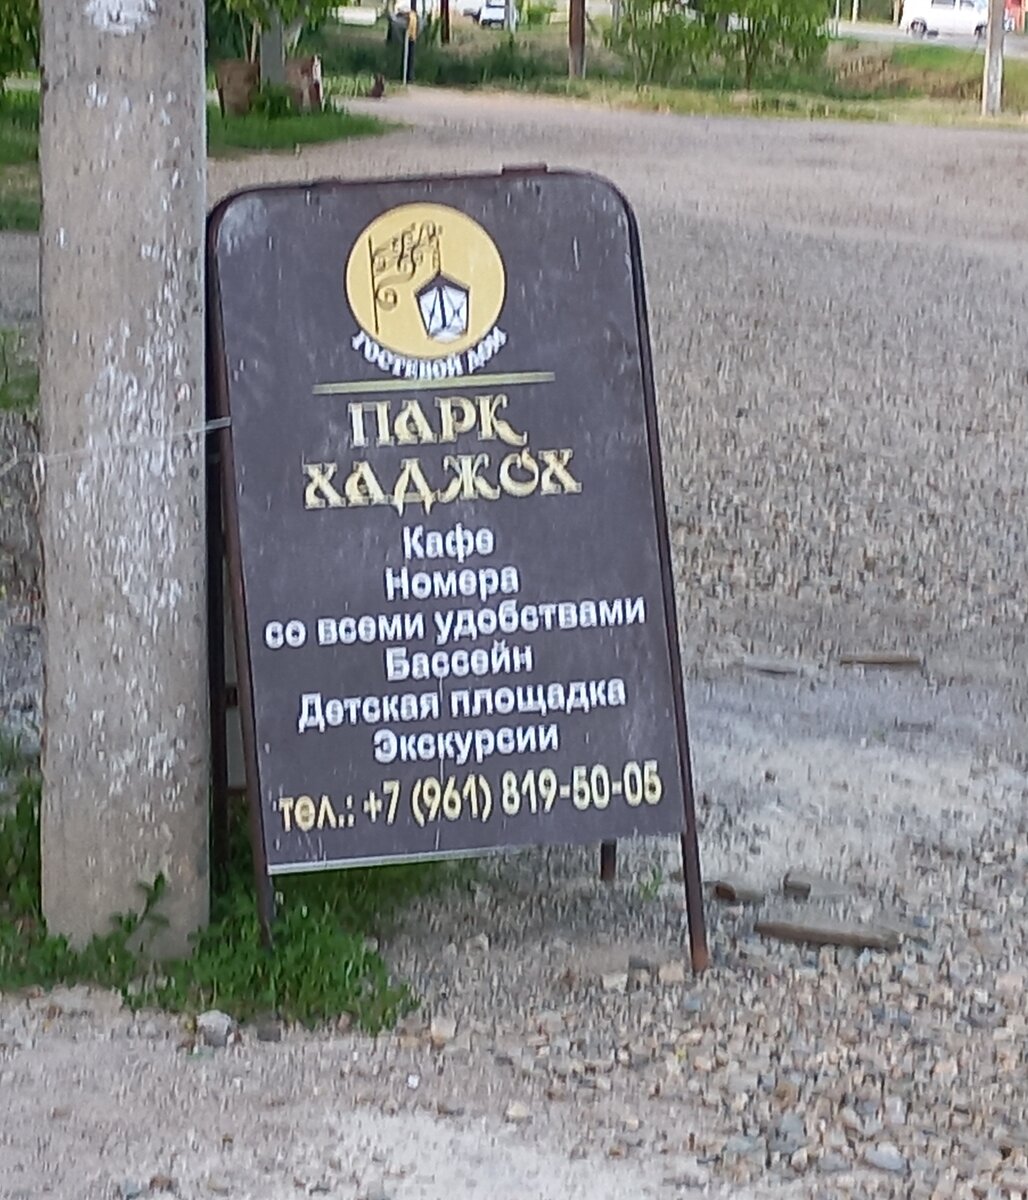 ГОСТЕВОЙ ДОМ
ПАРК
ХАДЖОХ
Кафе
Номера
со всеми удобствами
Бассейн
Детская площадка
Экскурсии
тел.: +7 (961) 819-50-05